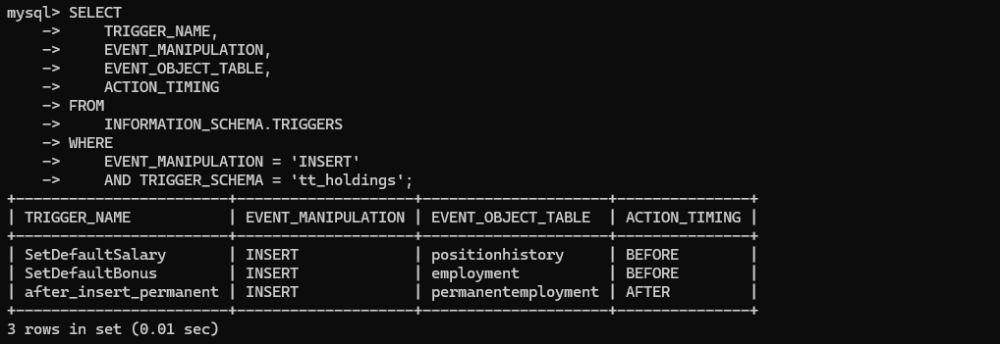 mysql> SELECT
    ->     TRIGGER_NAME,
    ->     EVENT_MANIPULATION,
    ->     EVENT_OBJECT_TABLE,
    ->     ACTION_TIMING
    -> FROM
    ->     INFORMATION_SCHEMA.TRIGGERS
    -> WHERE
    ->     EVENT_MANIPULATION = 'INSERT'
    ->     AND TRIGGER_SCHEMA = 'tt_holdings';
+------------------------+--------------------+---------------------+---------------+
| TRIGGER_NAME           | EVENT_MANIPULATION | EVENT_OBJECT_TABLE  | ACTION_TIMING |
+------------------------+--------------------+---------------------+---------------+
| SetDefaultSalary       | INSERT             | positionhistory     | BEFORE        |
| SetDefaultBonus        | INSERT             | employment          | BEFORE        |
| after_insert_permanent | INSERT             | permanentemployment | AFTER         |
+------------------------+--------------------+---------------------+---------------+
3 rows in set (0.01 sec)